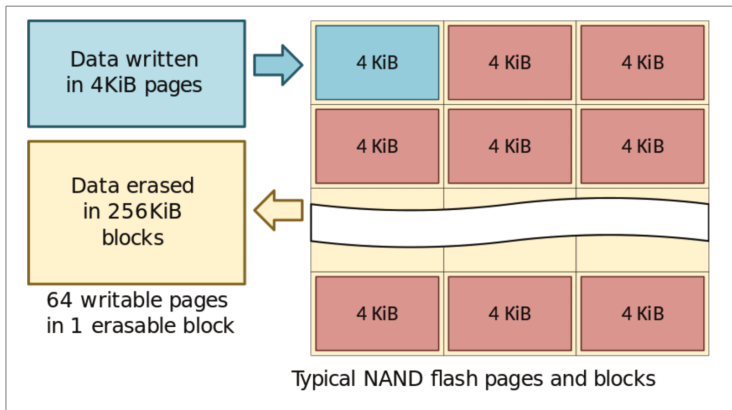 Data written
in 4KiB pages
4 KiB 4 KiB 4 KiB
4 KiB 4 KiB 4 KiB
Data erased
in 256KiB
blocks
64 writable pages
in 1 erasable block
4 KiB 4 KiB 4 KiB
Typical NAND flash pages and blocks